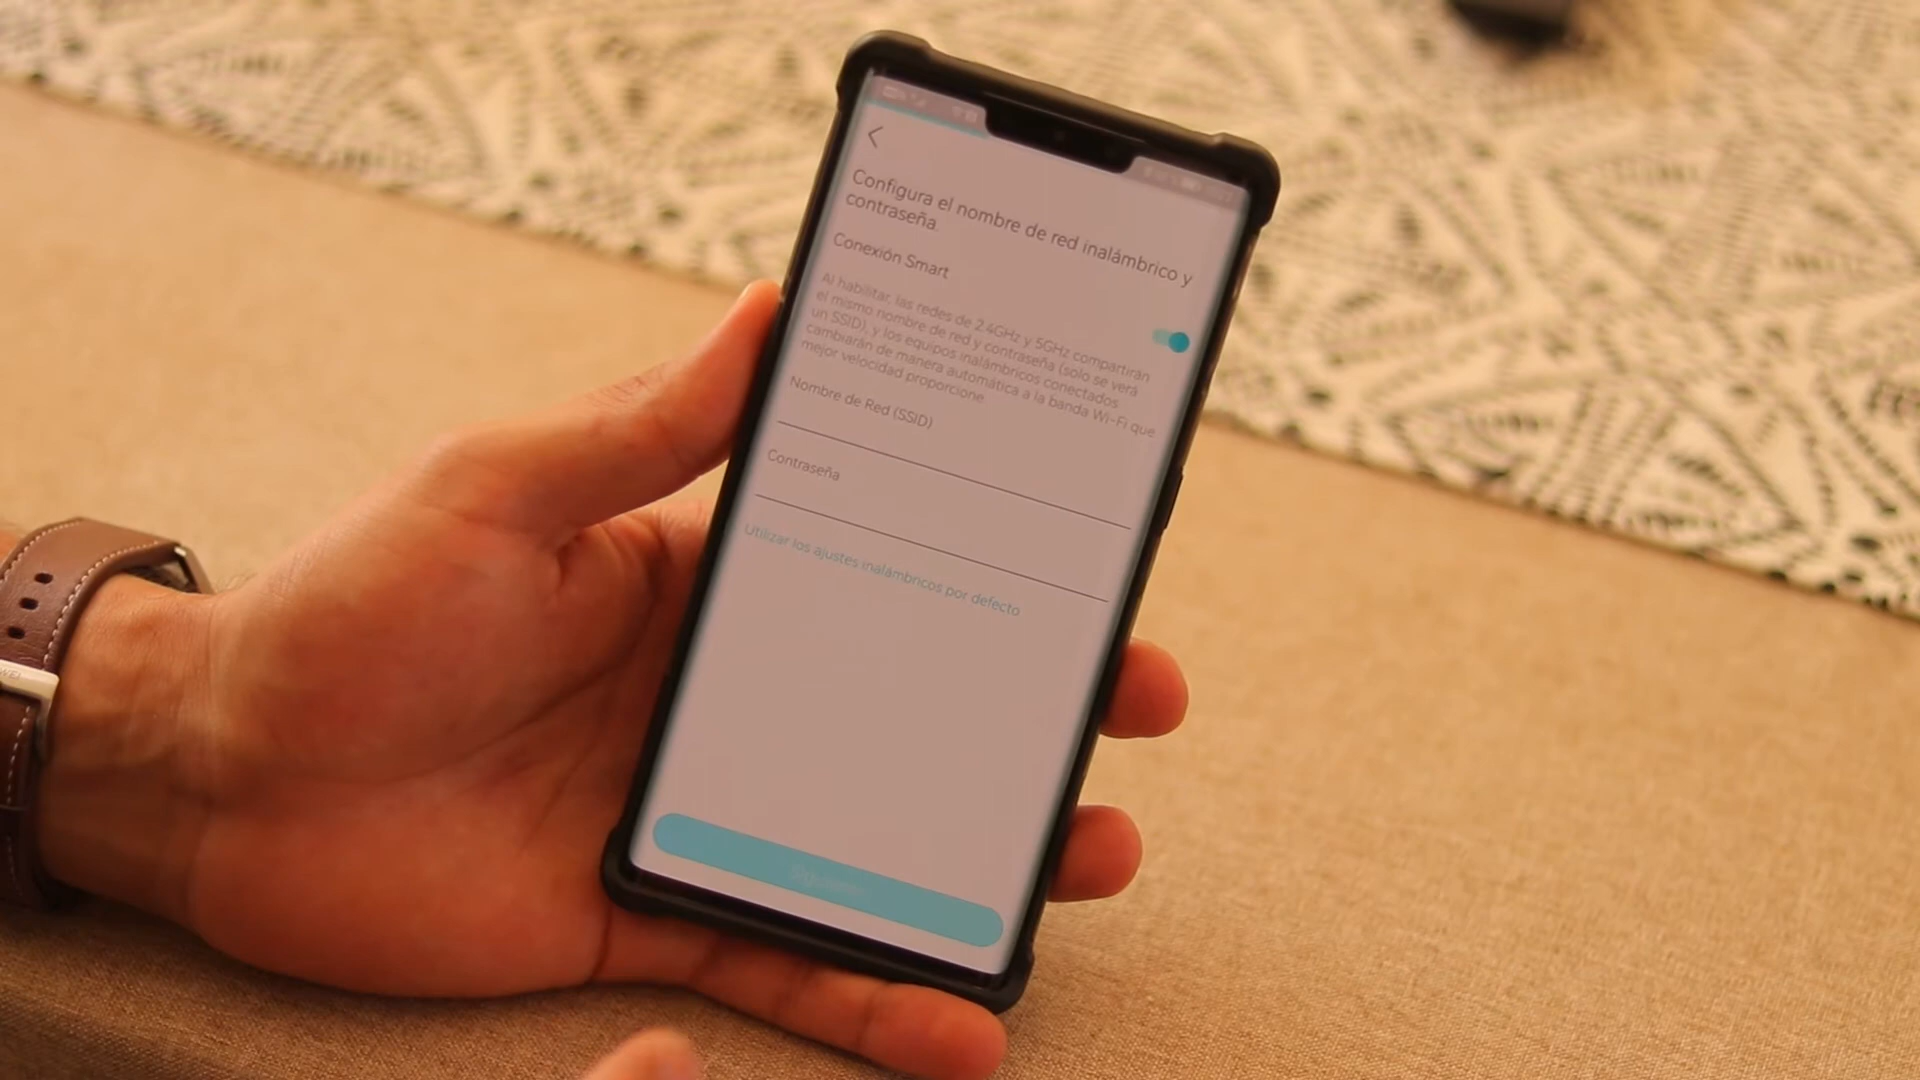 Configura el nombre de red inalámbrico y
contraseña.
Conexión Smart
Al habilitar, las redes de 2.4GHz y 5GHz compartirán
el mismo nombre de red y contraseña (solo se verá
un SSID), y los equipos inalámbricos conectados
cambiarán de manera automática a la banda Wi-Fi que
mejor velocidad proporcione.
Nombre de Red (SSID)
Contraseña
Utilizar los ajustes inalámbricos por defecto